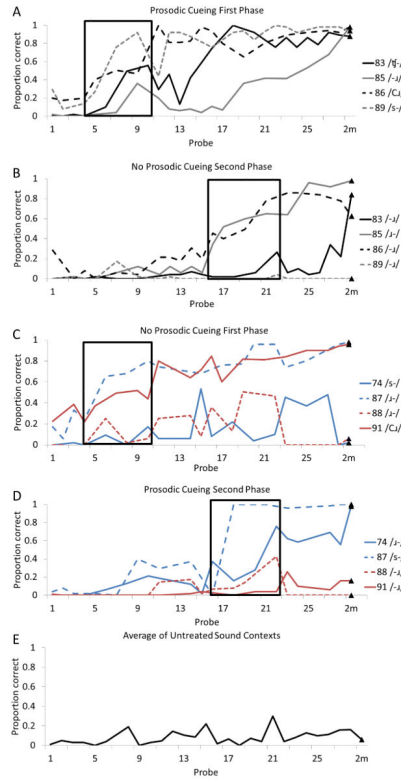 A
Prosodic Cueing First Phase
Proportion correct
1
0.8
0.6
0.4
0.2
0
1 5 9 13 17 21 25 2m
Probe
83 /ʧ-/
85 /-ɹ/
86 /Cɹ/
89 /s-/
B
No Prosodic Cueing Second Phase
Proportion correct
1
0.8
0.6
0.4
0.2
0
1 5 9 13 17 21 25 2m
Probe
83 /-ɹ/
85 /ɹ-/
86 /-ɹ/
89 /-ɹ/
C
No Prosodic Cueing First Phase
Proportion correct
1
0.8
0.6
0.4
0.2
0
1 5 9 13 17 21 25 2m
Probe
74 /s-/
87 /ɹ-/
88 /ɹ-/
91 /Cɹ/
D
Prosodic Cueing Second Phase
Proportion correct
1
0.8
0.6
0.4
0.2
0
1 5 9 13 17 21 25 2m
Probe
74 /ɹ-/
87 /s-/
88 /-ɹ/
91 /-ɹ/
E
Average of Untreated Sound Contexts
Proportion correct
1
0.8
0.6
0.4
0.2
0
1 5 9 13 17 21 25 2m
Probe